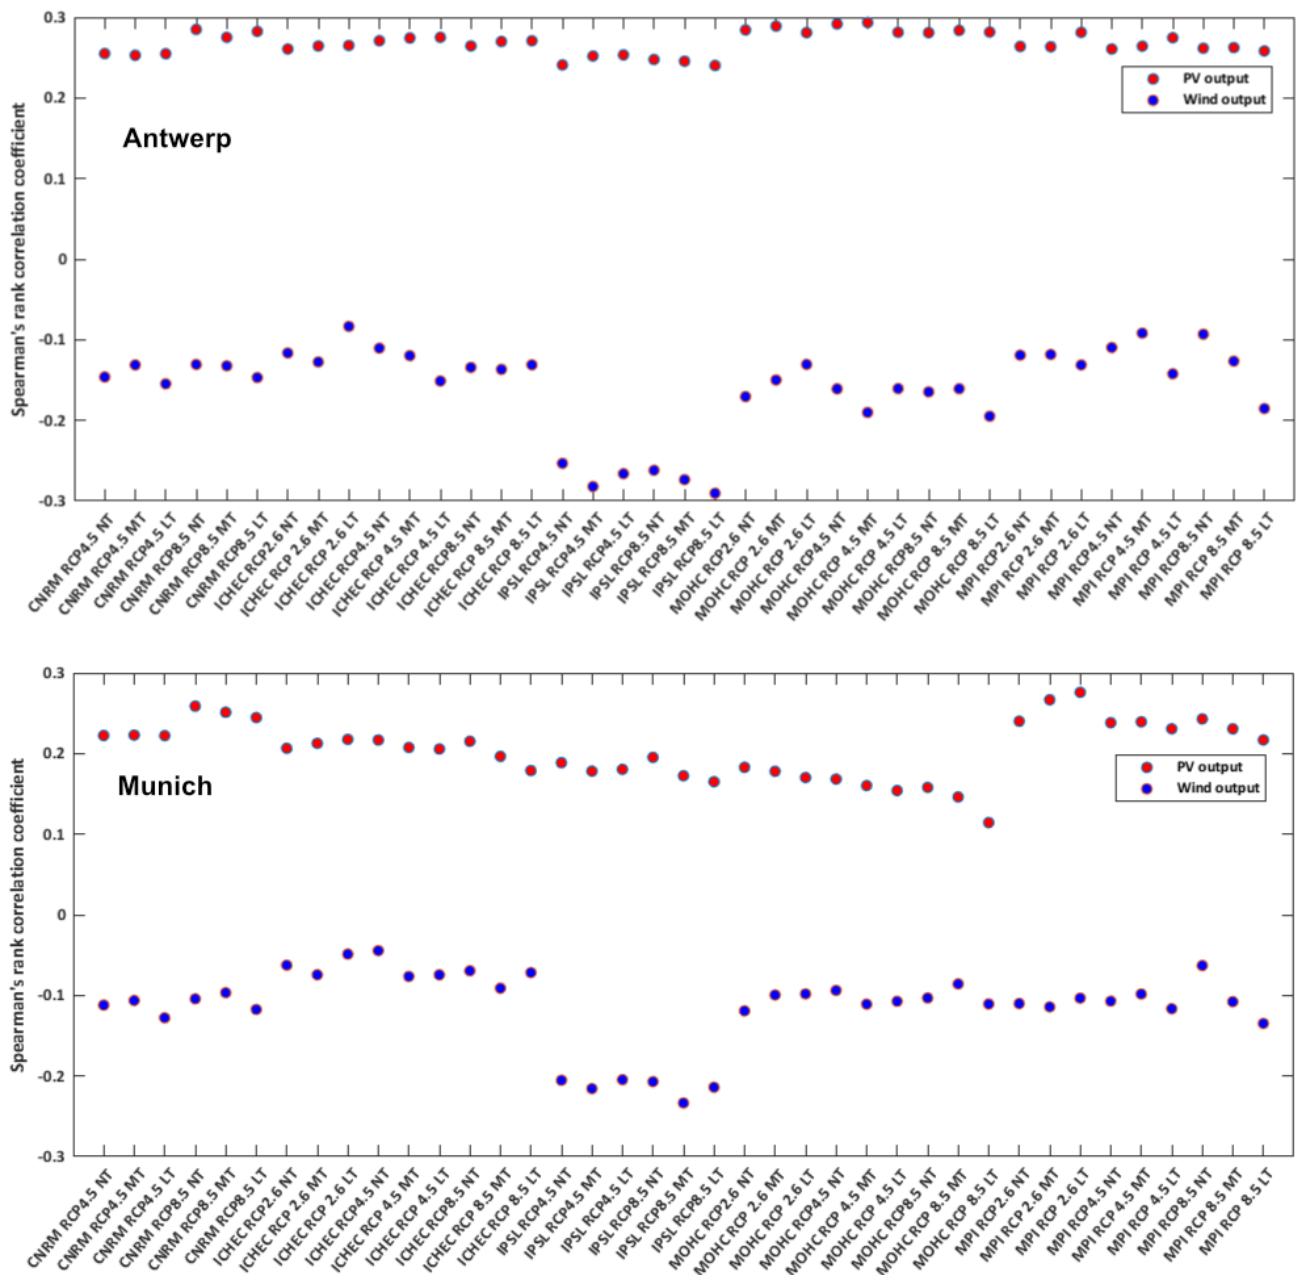 0.3
0.2
0.1
0
-0.1
-0.2
-0.3
Spearman's rank correlation coefficient
Antwerp
PV output
Wind output
CNRM RCP4.5 NT
CNRM RCP4.5 MT
CNRM RCP4.5 LT
CNRM RCP8.5 NT
CNRM RCP8.5 MT
CNRM RCP8.5 LT
ICHEC RCP2.6 NT
ICHEC RCP 2.6 MT
ICHEC RCP 2.6 LT
ICHEC RCP4.5 NT
ICHEC RCP 4.5 MT
ICHEC RCP 4.5 LT
ICHEC RCP8.5 NT
ICHEC RCP 8.5 MT
ICHEC RCP 8.5 LT
IPSL RCP4.5 NT
IPSL RCP4.5 MT
IPSL RCP4.5 LT
IPSL RCP8.5 NT
IPSL RCP8.5 MT
IPSL RCP8.5 LT
MOHC RCP2.6 NT
MOHC RCP 2.6 MT
MOHC RCP 2.6 LT
MOHC RCP4.5 NT
MOHC RCP 4.5 MT
MOHC RCP 4.5 LT
MOHC RCP8.5 NT
MOHC RCP 8.5 MT
MOHC RCP 8.5 LT
MPI RCP2.6 NT
MPI RCP 2.6 MT
MPI RCP 2.6 LT
MPI RCP4.5 NT
MPI RCP 4.5 MT
MPI RCP 4.5 LT
MPI RCP 8.5 NT
MPI RCP 8.5 MT
MPI RCP 8.5 LT
0.3
0.2
0.1
0
-0.1
-0.2
-0.3
Spearman's rank correlation coefficient
Munich
PV output
Wind output
CNRM RCP4.5 NT
CNRM RCP4.5 MT
CNRM RCP4.5 LT
CNRM RCP8.5 NT
CNRM RCP8.5 MT
CNRM RCP8.5 LT
ICHEC RCP2.6 NT
ICHEC RCP 2.6 MT
ICHEC RCP 2.6 LT
ICHEC RCP4.5 NT
ICHEC RCP 4.5 MT
ICHEC RCP 4.5 LT
ICHEC RCP8.5 NT
ICHEC RCP 8.5 MT
ICHEC RCP 8.5 LT
IPSL RCP4.5 NT
IPSL RCP4.5 MT
IPSL RCP4.5 LT
IPSL RCP8.5 NT
IPSL RCP8.5 MT
IPSL RCP8.5 LT
MOHC RCP2.6 NT
MOHC RCP 2.6 MT
MOHC RCP 2.6 LT
MOHC RCP4.5 NT
MOHC RCP 4.5 MT
MOHC RCP 4.5 LT
MOHC RCP8.5 NT
MOHC RCP 8.5 MT
MOHC RCP 8.5 LT
MPI RCP2.6 NT
MPI RCP 2.6 MT
MPI RCP 2.6 LT
MPI RCP4.5 NT
MPI RCP 4.5 MT
MPI RCP 4.5 LT
MPI RCP 8.5 NT
MPI RCP 8.5 MT
MPI RCP 8.5 LT